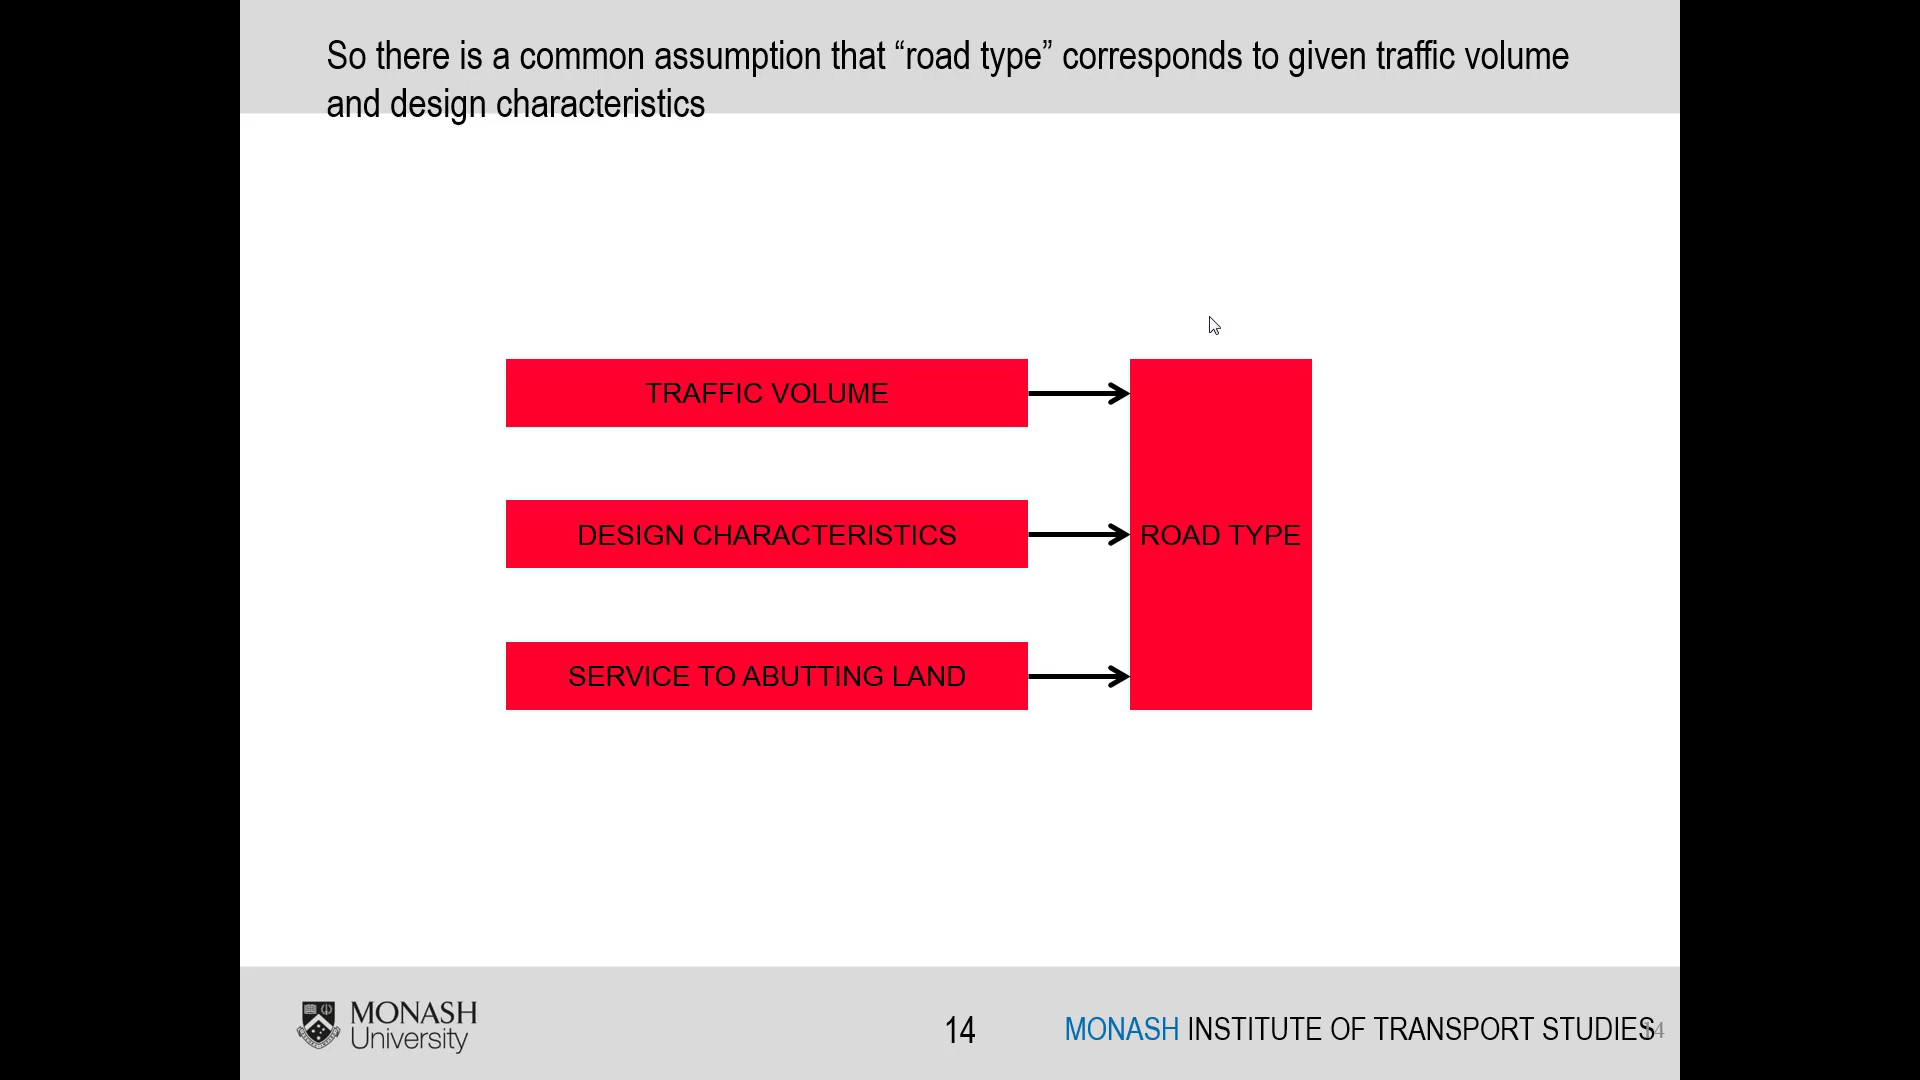 So there is a common assumption that “road type” corresponds to given traffic volume
and design characteristics
TRAFFIC VOLUME
DESIGN CHARACTERISTICS
ROAD TYPE
SERVICE TO ABUTTING LAND
MONASH
University
14
MONASH INSTITUTE OF TRANSPORT STUDIES
14